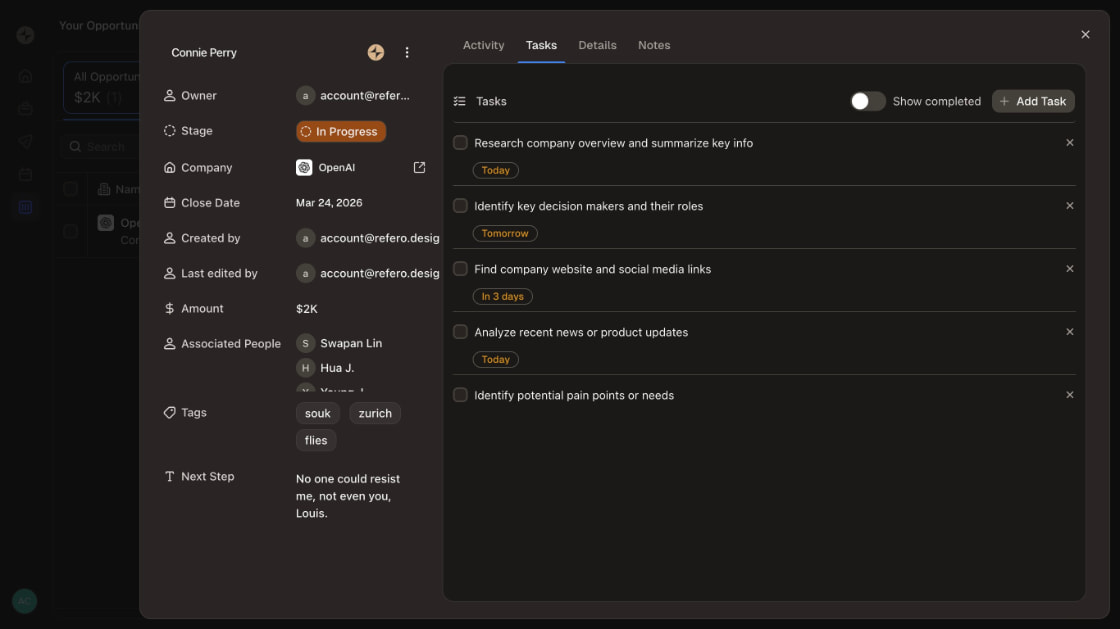 Your Opportun
All Opportun
$2K (1)
Search
Nam
Ope
Con
AC
Connie Perry
Owner
a account@refer...
Stage
In Progress
Company
OpenAI
Close Date
Mar 24, 2026
Created by
a account@refero.desig
Last edited by
a account@refero.desig
Amount
$2K
Associated People
S Swapan Lin
H Hua J.
Tags
souk zurich
flies
Next Step
No one could resist
me, not even you,
Louis.
Activity Tasks Details Notes
Tasks
Show completed
Add Task
Research company overview and summarize key info
Today
Identify key decision makers and their roles
Tomorrow
Find company website and social media links
In 3 days
Analyze recent news or product updates
Today
Identify potential pain points or needs